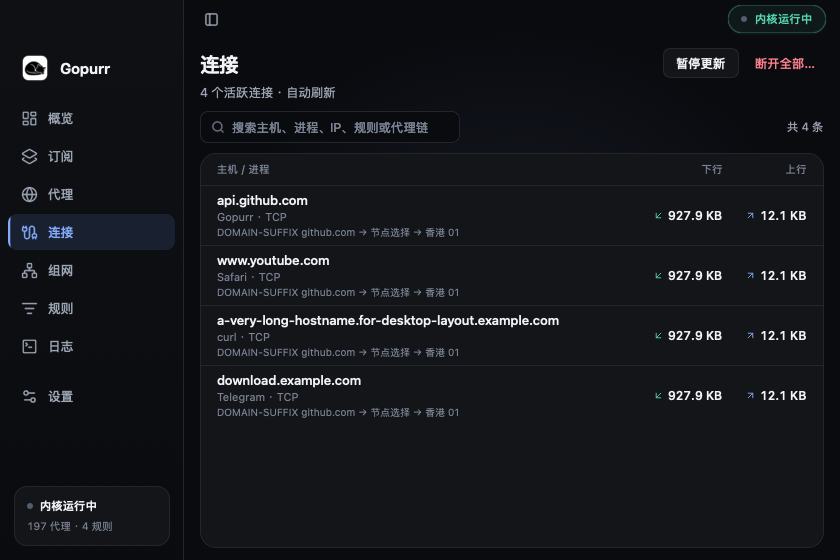 内核运行中
Gopurr
概览
订阅
代理
连接
组网
规则
日志
设置
内核运行中
197 代理 · 4 规则
连接
4 个活跃连接 · 自动刷新
暂停更新
断开全部...
搜索主机、进程、IP、规则或代理链
共 4 条
主机 / 进程 下行 上行
api.github.com
Gopurr · TCP
DOMAIN-SUFFIX github.com → 节点选择 → 香港 01
↙ 927.9 KB ↗ 12.1 KB
www.youtube.com
Safari · TCP
DOMAIN-SUFFIX github.com → 节点选择 → 香港 01
↙ 927.9 KB ↗ 12.1 KB
a-very-long-hostname.for-desktop-layout.example.com
curl · TCP
DOMAIN-SUFFIX github.com → 节点选择 → 香港 01
↙ 927.9 KB ↗ 12.1 KB
download.example.com
Telegram · TCP
DOMAIN-SUFFIX github.com → 节点选择 → 香港 01
↙ 927.9 KB ↗ 12.1 KB